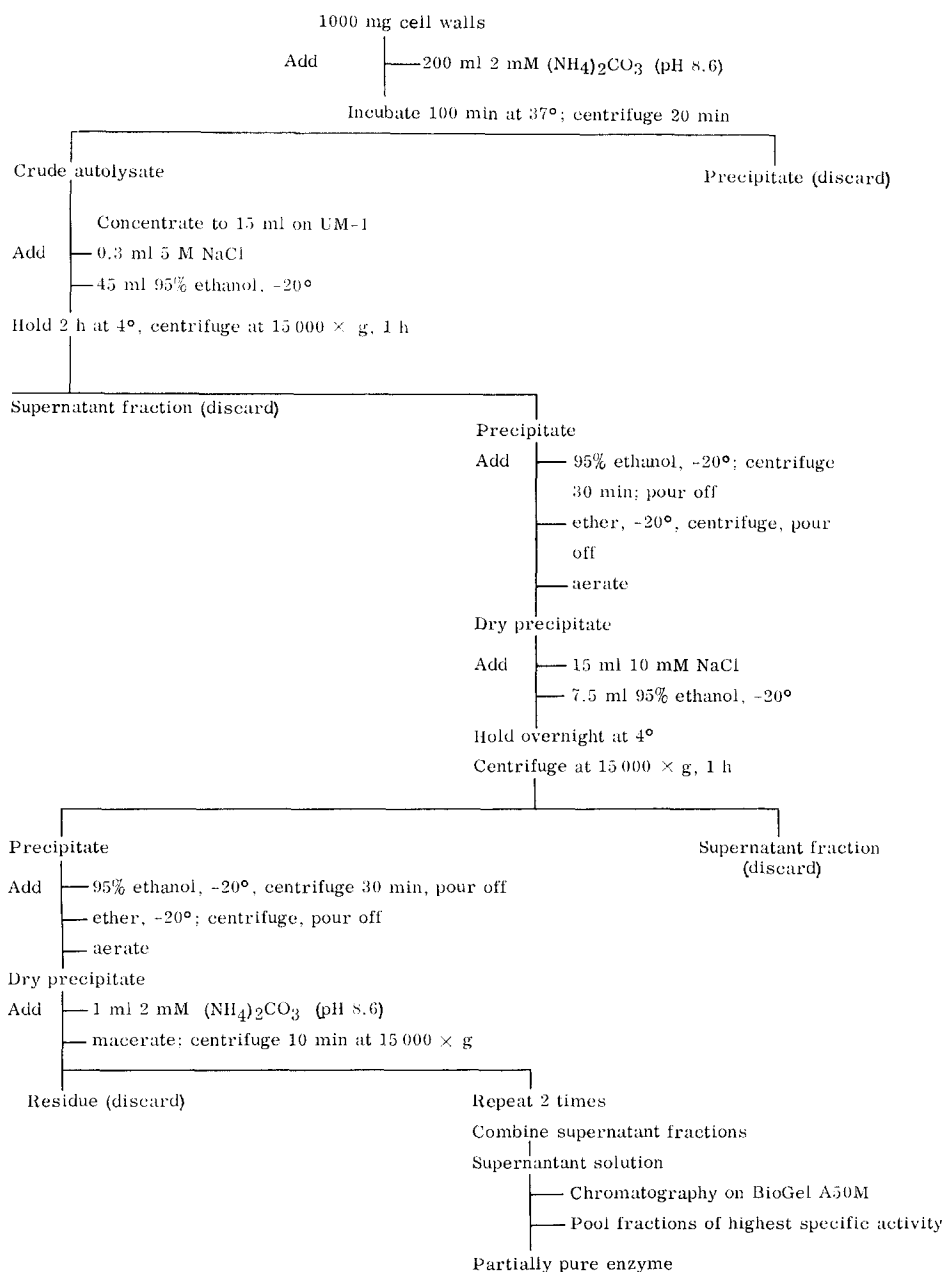 1000 mg cell walls
Add
200 ml 2 mM (NH4)2CO3 (pH 8.6)
Incubate 100 min at 37°; centrifuge 20 min
Crude autolysate
Precipitate (discard)
Concentrate to 15 ml on UM-1
Add
0.3 ml 5 M NaCl
45 ml 95% ethanol, -20°
Hold 2 h at 4°, centrifuge at 15 000 × g, 1 h
Supernatant fraction (discard)
Precipitate
Add
95% ethanol, -20°; centrifuge
30 min; pour off
ether, -20°, centrifuge, pour
off
aerate
Dry precipitate
Add
15 ml 10 mM NaCl
7.5 ml 95% ethanol, -20°
Hold overnight at 4°
Centrifuge at 15 000 × g, 1 h
Precipitate
Supernatant fraction
(discard)
Add
95% ethanol, -20°, centrifuge 30 min, pour off
ether, -20°; centrifuge, pour off
aerate
Dry precipitate
Add
1 ml 2 mM (NH4)2CO3 (pH 8.6)
macerate; centrifuge 10 min at 15 000 × g
Residue (discard)
Repeat 2 times
Combine supernatant fractions
Supernantant solution
Chromatography on BioGel A50M
Pool fractions of highest specific activity
Partially pure enzyme